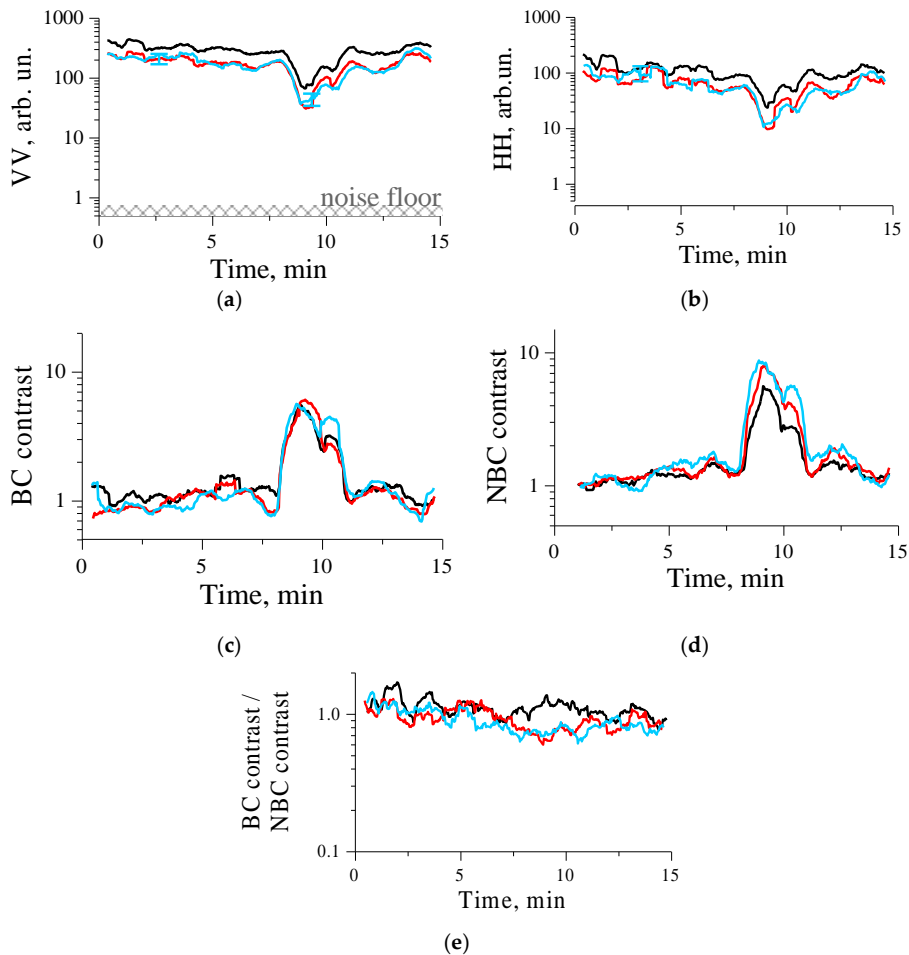 1000
100
10
1
VV, arb. un.
noise floor
0 5 10 15
Time, min
(a)
1000
100
10
1
HH, arb.un.
0 5 10 15
Time, min
(b)
10
1
BC contrast
0 5 10 15
Time, min
(c)
10
1
NBC contrast
0 5 10 15
Time, min
(d)
1.0
0.1
BC contrast /
NBC contrast
0 5 10 15
Time, min
(e)